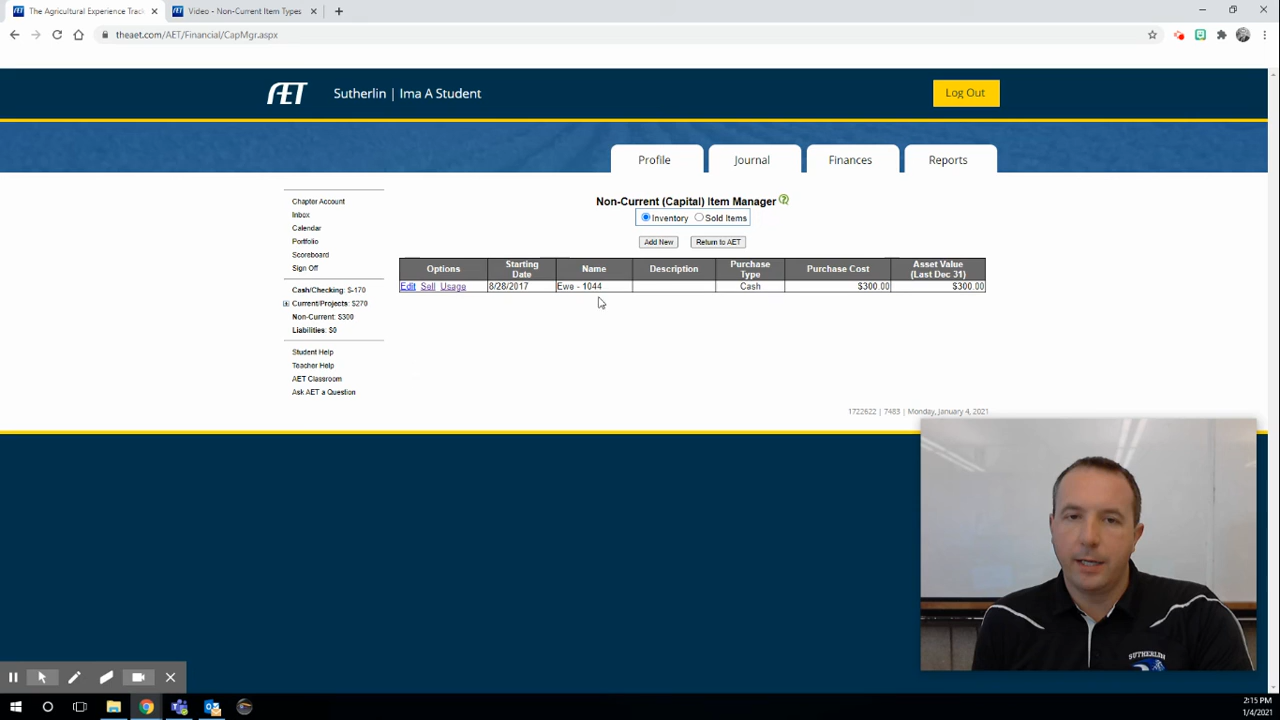 The Agricultural Experience Track
Video - Non-Current Item Types
theaet.com/AET/Financial/CapMgr.aspx
AET
Sutherlin | Ima A Student
Log Out
Profile
Journal
Finances
Reports
Chapter Account
Inbox
Calendar
Portfolio
Scoreboard
Sign Off
Cash/Checking: $-170
Current/Projects: $270
Non-Current: $300
Liabilities: $0
Student Help
Teacher Help
AET Classroom
Ask AET a Question
Non-Current (Capital) Item Manager
Inventory Sold Items
Add New Return to AET
Options Starting Date Name Description Purchase Type Purchase Cost Asset Value (Last Dec 31)
Edit Sell Usage 8/28/2017 Ewe - 1044 Cash $300.00 $300.00
1722622 | 7483 | Monday, January 4, 2021
SUTHERLIN
2:15 PM
1/4/2021